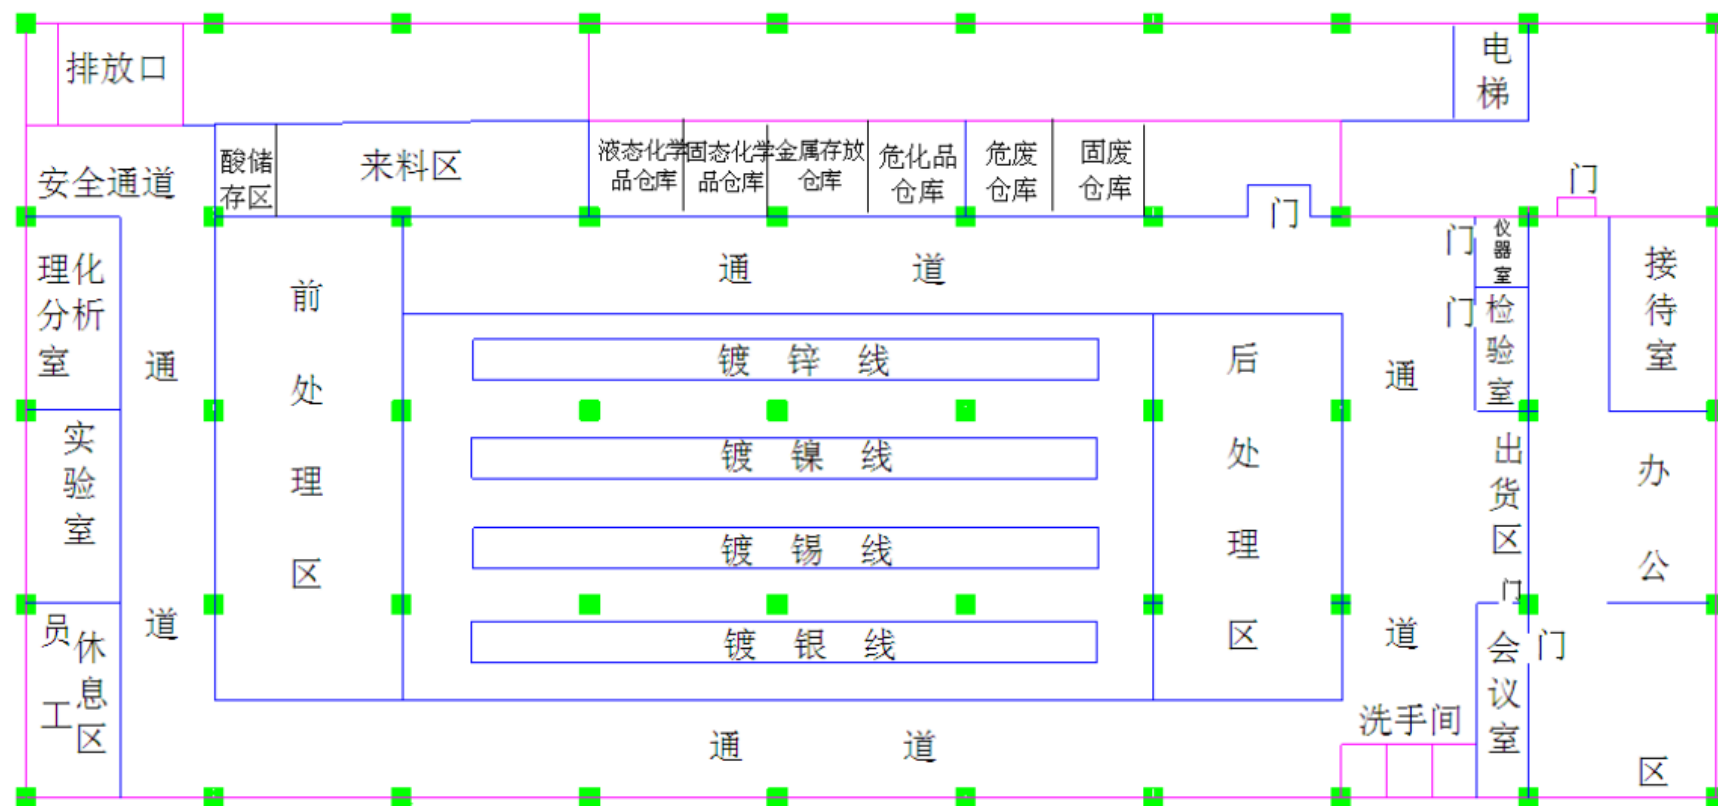 排放口
电梯
酸储
存区
来料区
液态化学
品仓库
固态化学
品仓库
金属存放
仓库
危化品
仓库
危废
仓库
固废
仓库
安全通道
门
门
理化
分析
室
前处理区
通道
通道
门
仪器室
门
检验室
接待室
镀锌线
镀镍线
镀锡线
镀银线
后处理区
通道
实验室
出货区
办公区
门
员工
休息区
会议室
门
洗手间
通道